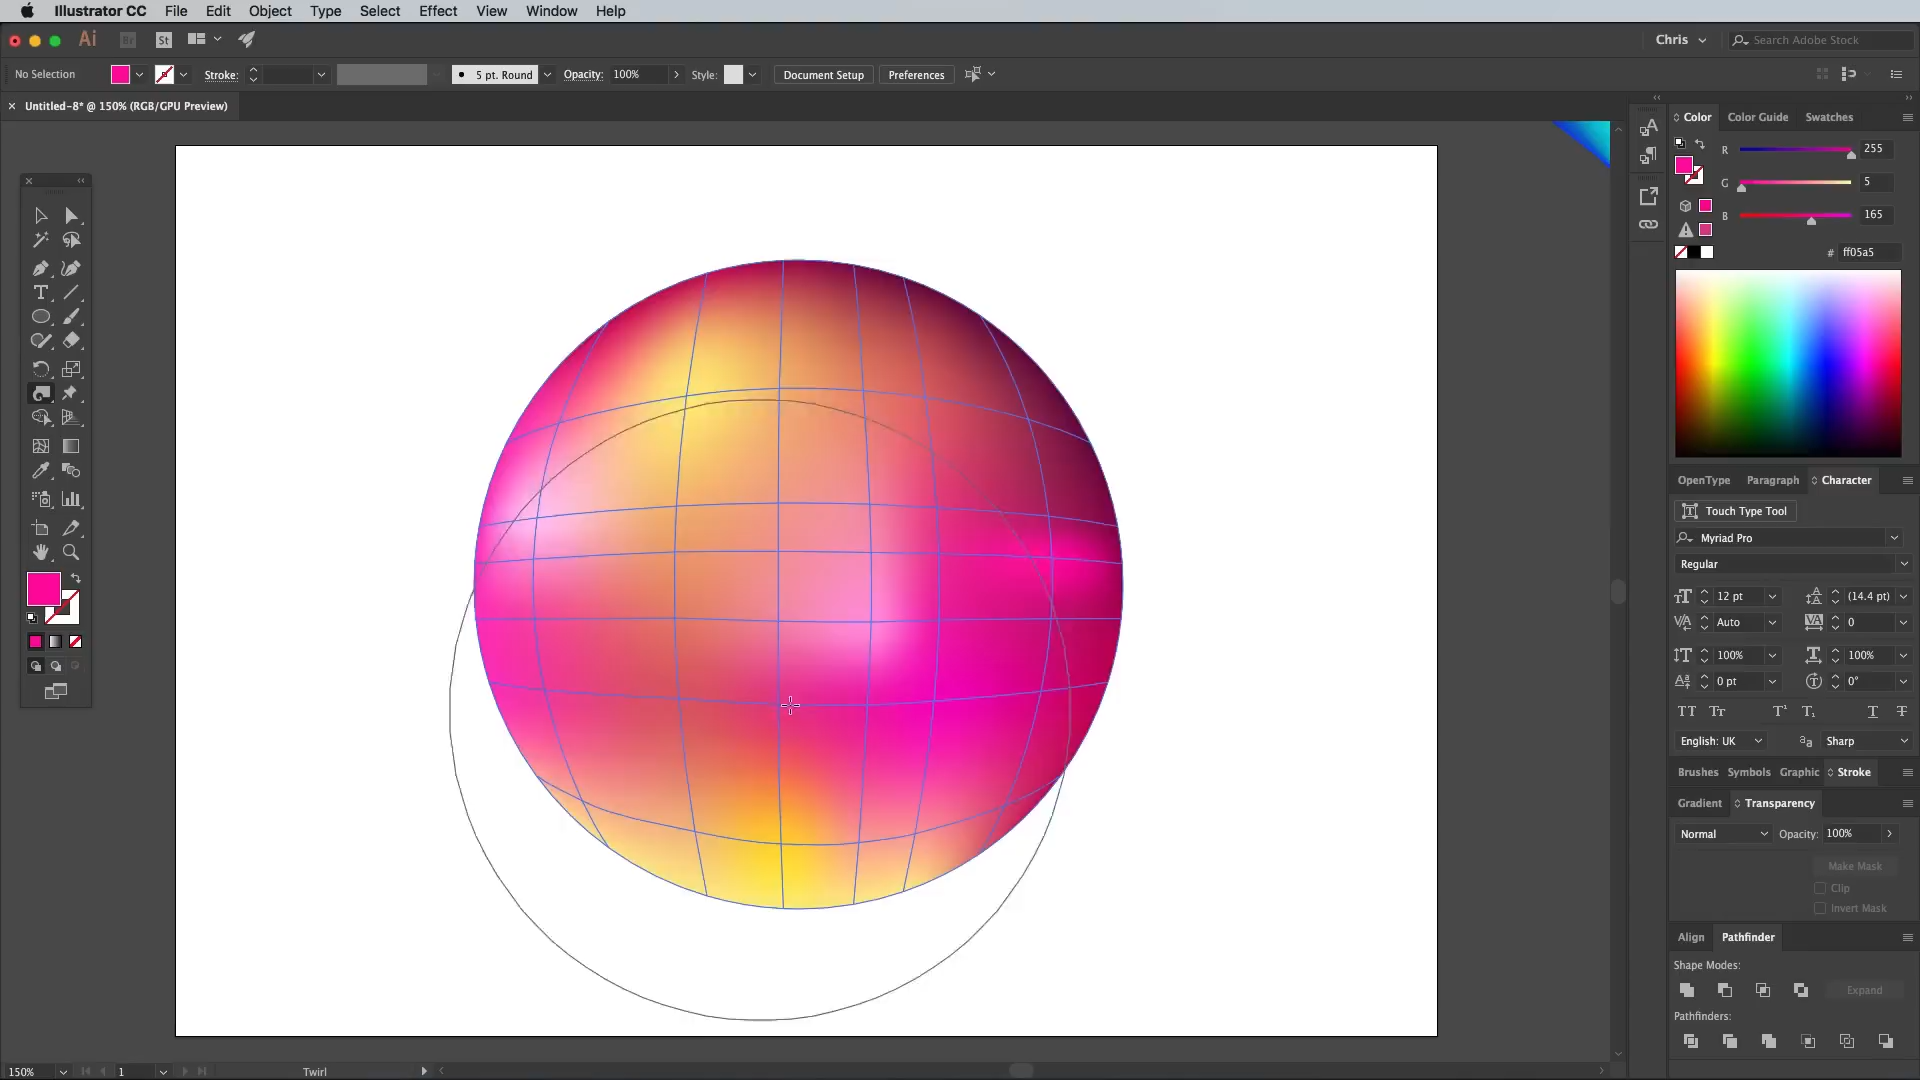 Illustrator CC File Edit Object Type Select Effect View Window Help
Ai Br St Chris Search Adobe Stock
No Selection Stroke: 5 pt. Round Opacity: 100% Style: Document Setup Preferences
× Untitled-8* @ 150% (RGB/GPU Preview)
Color Color Guide Swatches
R 255
G 5
B 165
# ff05a5
OpenType Paragraph Character
Touch Type Tool
Myriad Pro
Regular
12 pt (14.4 pt)
Auto 0
100% 100%
0 pt 0°
English: UK Sharp
Brushes Symbols Graphic Stroke
Gradient Transparency
Normal Opacity: 100%
Make Mask
Clip
Invert Mask
Align Pathfinder
Shape Modes:
Expand
Pathfinders:
150% 1 Twirl